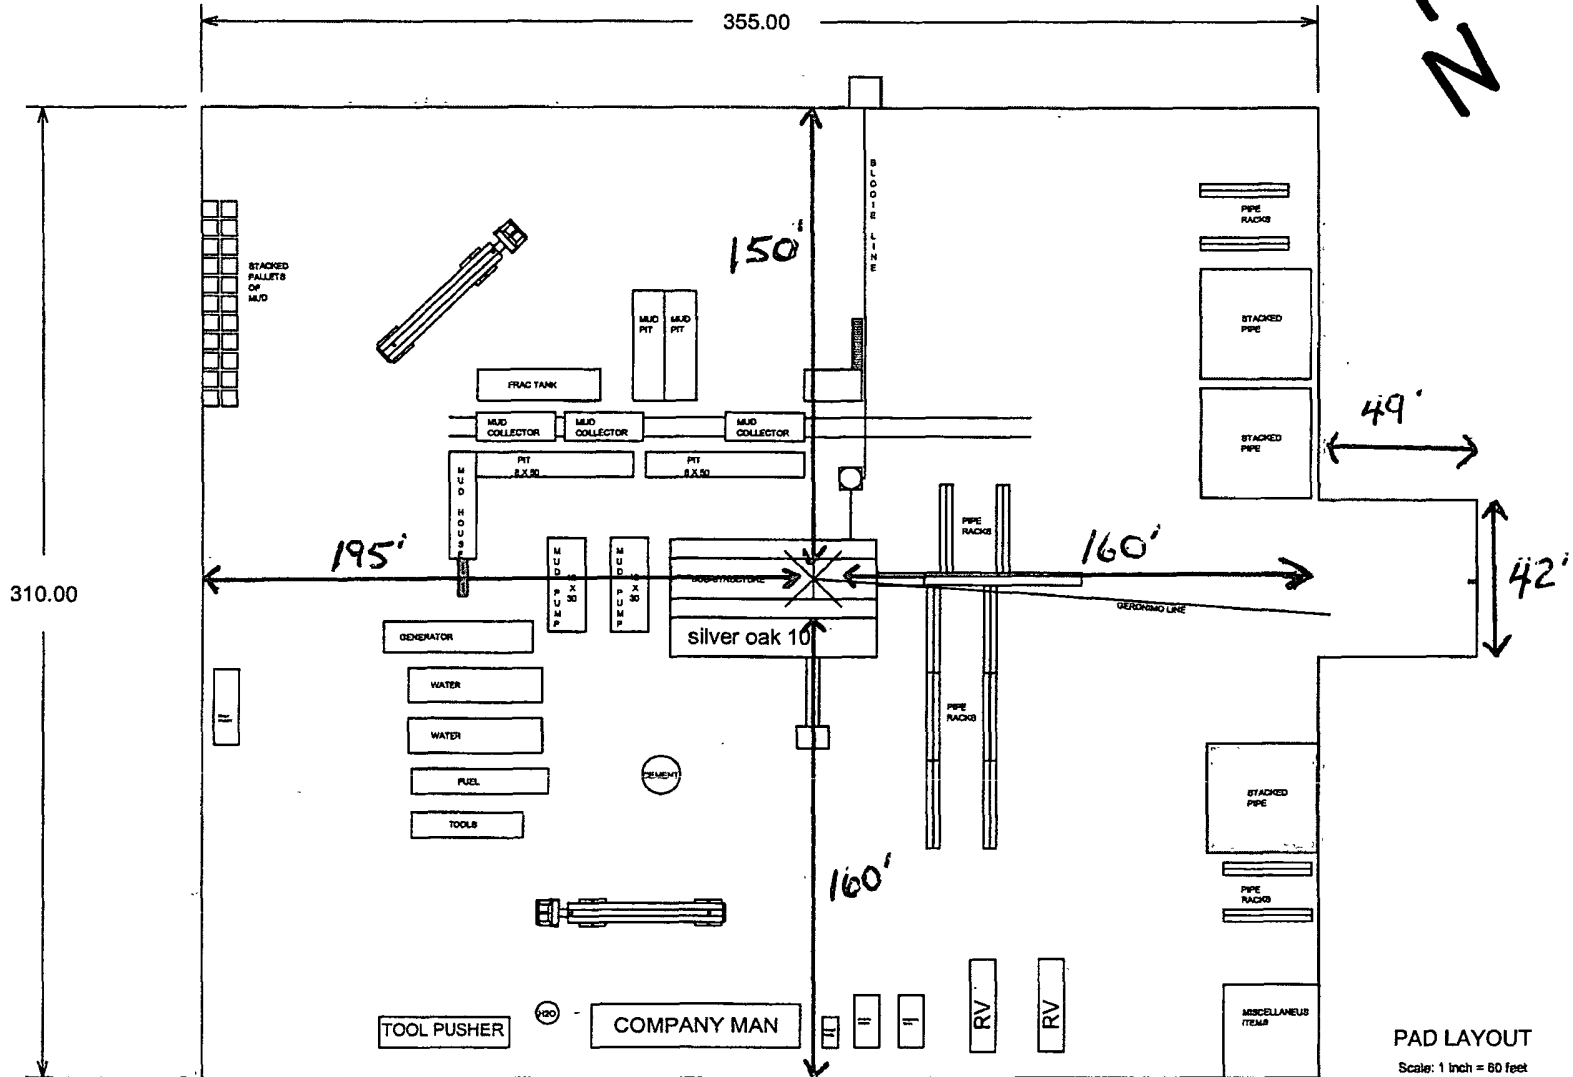 355.00
N
BLOOIE LINE
150'
PIPE
RACKS
STACKED
PALLETS
OF
MUD
MUD
PIT
MUD
PIT
STACKED
PIPE
FRAC TANK
49'
MUD
COLLECTOR
MUD
COLLECTOR
MUD
COLLECTOR
STACKED
PIPE
PIT
8 X 50
PIT
8 X 50
MUD HOUSE
PIPE
RACKS
195'
160'
MUD PUMP
10 X 30
MUD PUMP
10 X 30
SUBSTRUCTURE
42'
310.00
GERONIMO LINE
GENERATOR
silver oak 10
WATER
PIPE
RACKS
WATER
FUEL
CEMENT
STACKED
PIPE
TOOLS
160'
PIPE
RACKS
TOOL PUSHER
H2O
COMPANY MAN
RV
RV
MISCELLANEUS
ITEMS
PAD LAYOUT
Scale: 1 inch = 60 feet